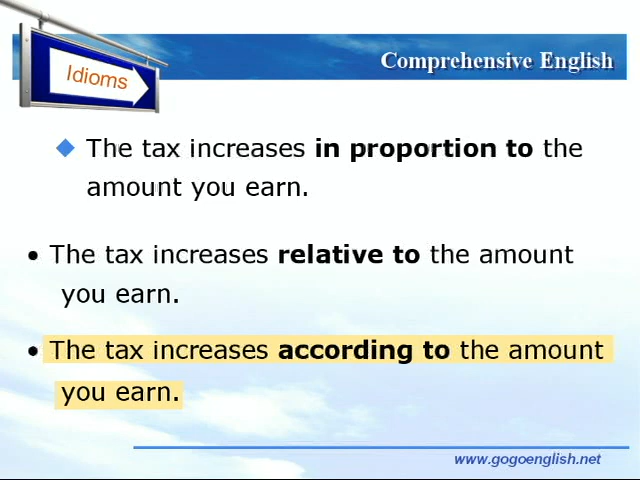 Idioms
Comprehensive English
The tax increases in proportion to the
amount you earn.
• The tax increases relative to the amount
you earn.
• The tax increases according to the amount
you earn.
www.gogoenglish.net